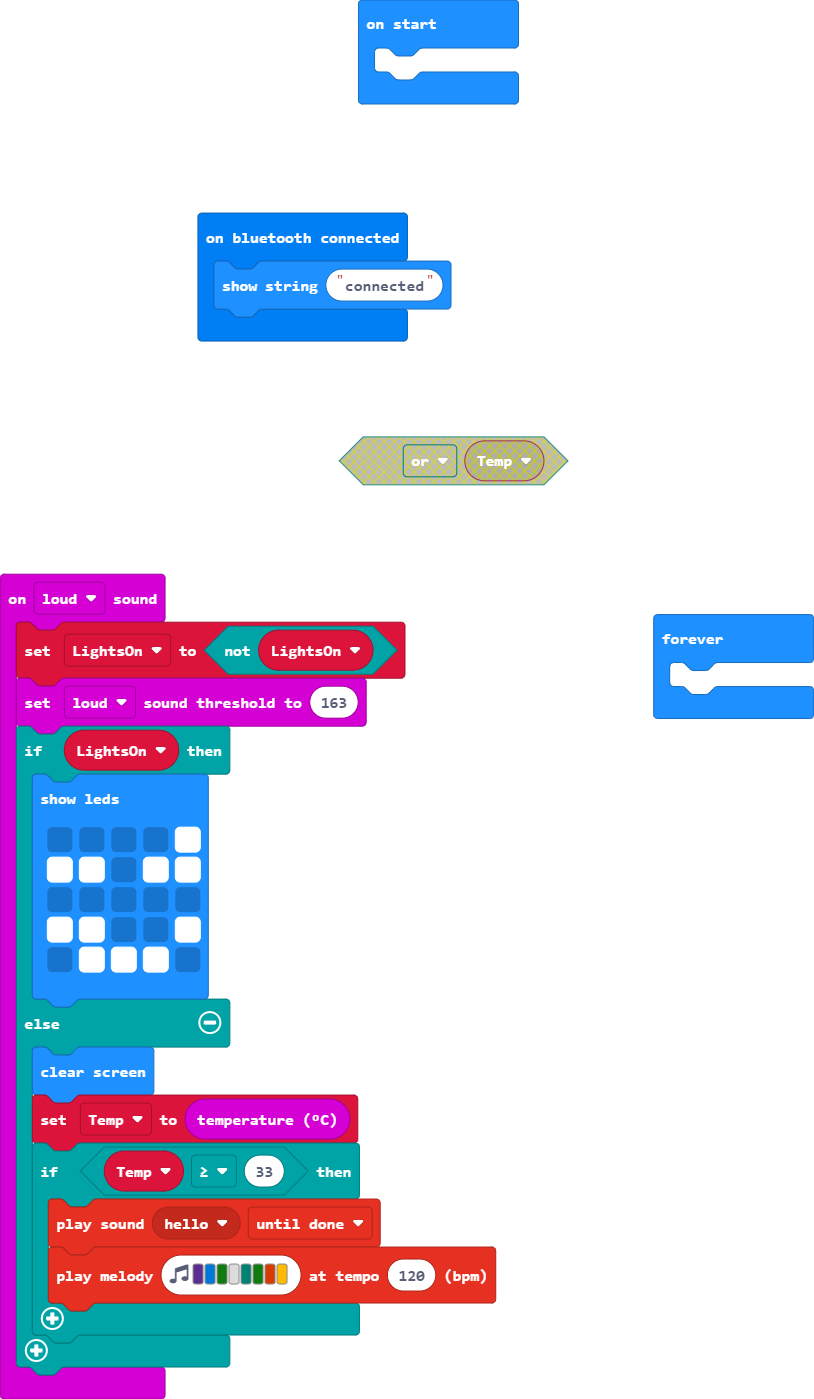 on start
on bluetooth connected
show string "connected"
or Temp
on loud sound
forever
set LightsOn to not LightsOn
set loud sound threshold to 163
if LightsOn then
show leds
else
clear screen
set Temp to temperature (ºC)
if Temp ≥ 33 then
play sound hello until done
play melody at tempo 120 (bpm)